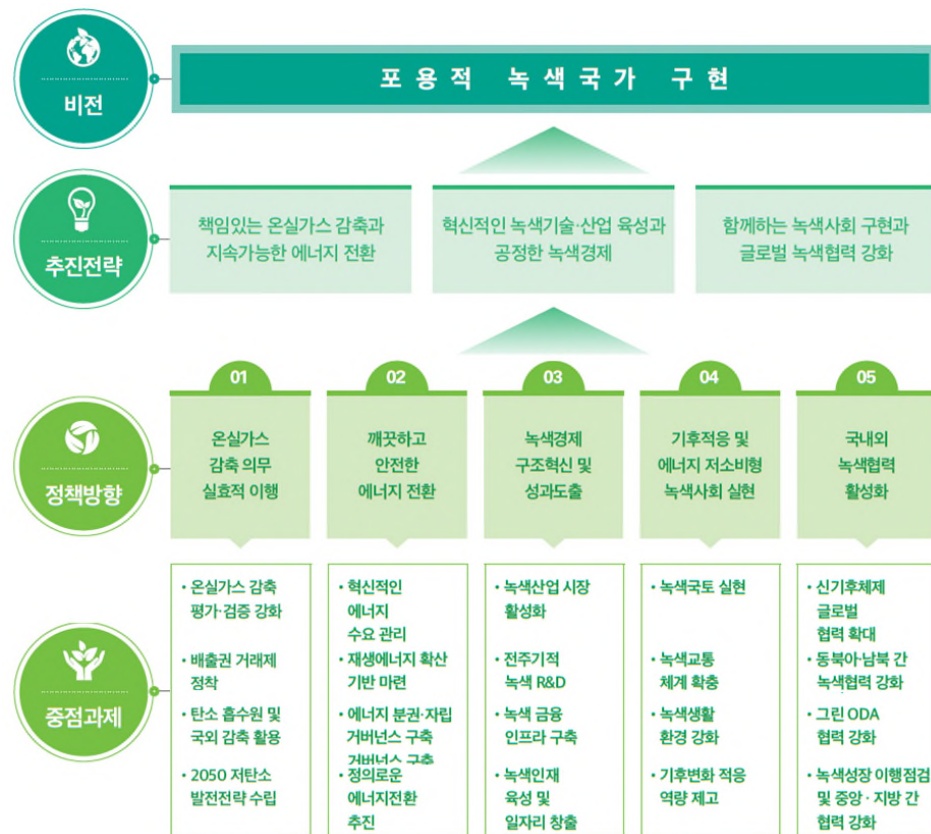 비전
포용적 녹색국가 구현
추진전략
책임있는 온실가스 감축과
지속가능한 에너지 전환
혁신적인 녹색기술·산업 육성과
공정한 녹색경제
함께하는 녹색사회 구현과
글로벌 녹색협력 강화
정책방향
01
온실가스
감축 의무
실효적 이행
02
깨끗하고
안전한
에너지 전환
03
녹색경제
구조혁신 및
성과도출
04
기후적응 및
에너지 저소비형
녹색사회 실현
05
국내외
녹색협력
활성화
중점과제
• 온실가스 감축
평가·검증 강화
• 배출권 거래제
정착
• 탄소 흡수원 및
국외 감축 활용
• 2050 저탄소
발전전략 수립
• 혁신적인
에너지
수요 관리
• 재생에너지 확산
기반 마련
• 에너지 분권·자립
거버넌스 구축
거버넌스 구축
• 정의로운
에너지전환
추진
• 녹색산업 시장
활성화
• 전주기적
녹색 R&D
• 녹색 금융
인프라 구축
• 녹색인재
육성 및
일자리 창출
• 녹색국토 실현
• 녹색교통
체계 확충
• 녹색생활
환경 강화
• 기후변화 적응
역량 제고
• 신기후체제
글로벌
협력 확대
• 동북아·남북 간
녹색협력 강화
• 그린 ODA
협력 강화
• 녹색성장 이행점검
및 중앙·지방 간
협력 강화